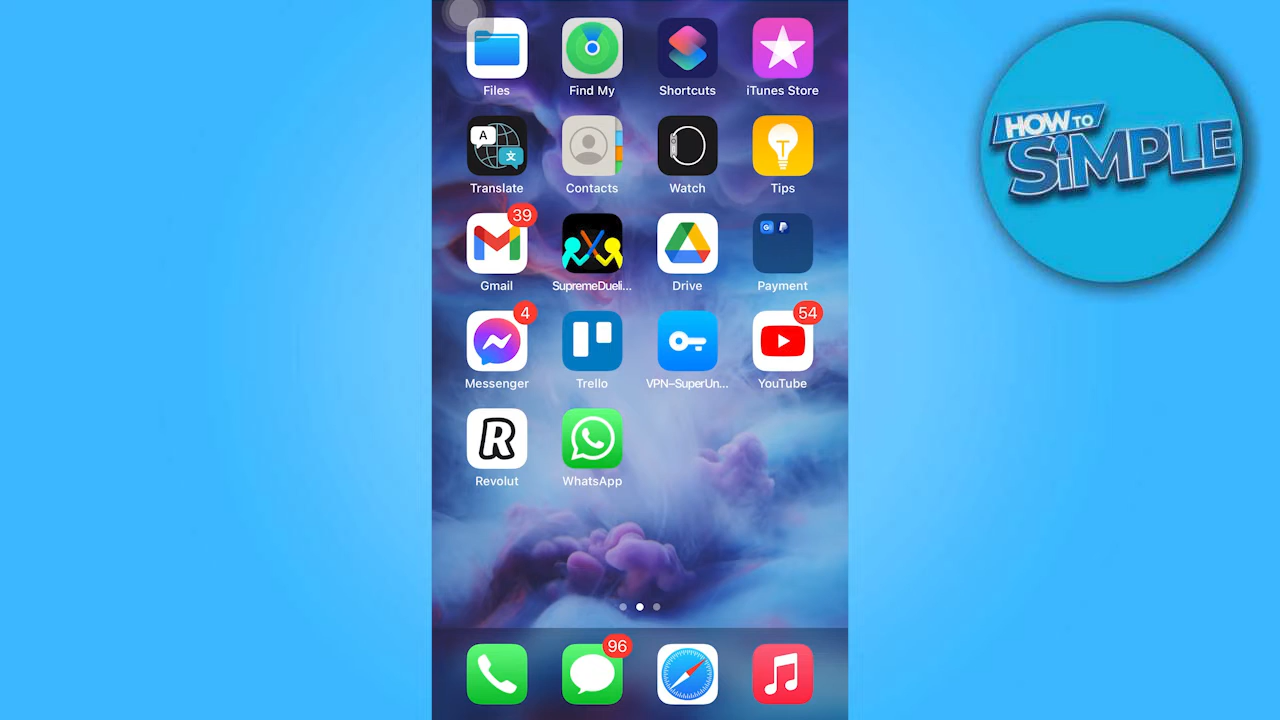 HOW TO
SIMPLE
Files
Find My
Shortcuts
iTunes Store
A
文
Translate
Contacts
Watch
T
Tips
39
Gmail
SupremeDueli...
Drive
G
Payment
4
Messenger
Trello
VPN-SuperUn...
54
YouTube
R
Revolut
WhatsApp
96